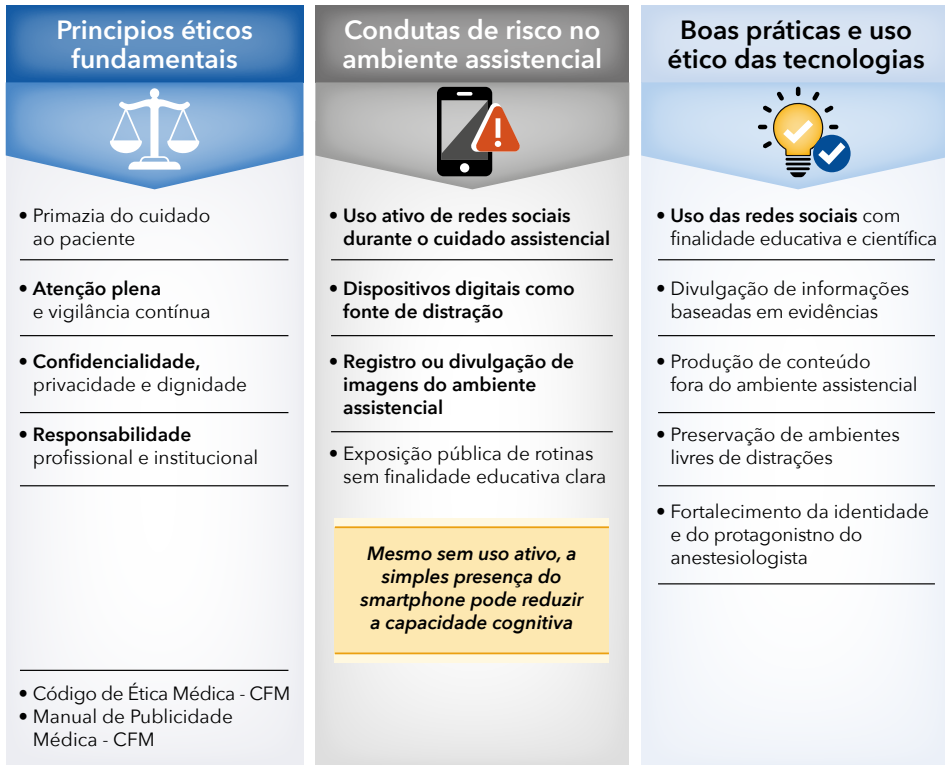 Principios éticos
fundamentais
• Primazia do cuidado
ao paciente
• Atenção plena
e vigilância contínua
• Confidencialidade,
privacidade e dignidade
• Responsabilidade
profissional e institucional
• Código de Ética Médica - CFM
• Manual de Publicidade
Médica - CFM
Condutas de risco no
ambiente assistencial
• Uso ativo de redes sociais
durante o cuidado assistencial
• Dispositivos digitais como
fonte de distração
• Registro ou divulgação de
imagens do ambiente
assistencial
• Exposição pública de rotinas
sem finalidade educativa clara
Mesmo sem uso ativo, a
simples presença do
smartphone pode reduzir
a capacidade cognitiva
Boas práticas e uso
ético das tecnologias
• Uso das redes sociais com
finalidade educativa e científica
• Divulgação de informações
baseadas em evidências
• Produção de conteúdo
fora do ambiente assistencial
• Preservação de ambientes
livres de distrações
• Fortalecimento da identidade
e do protagonistno do
anestesiologista